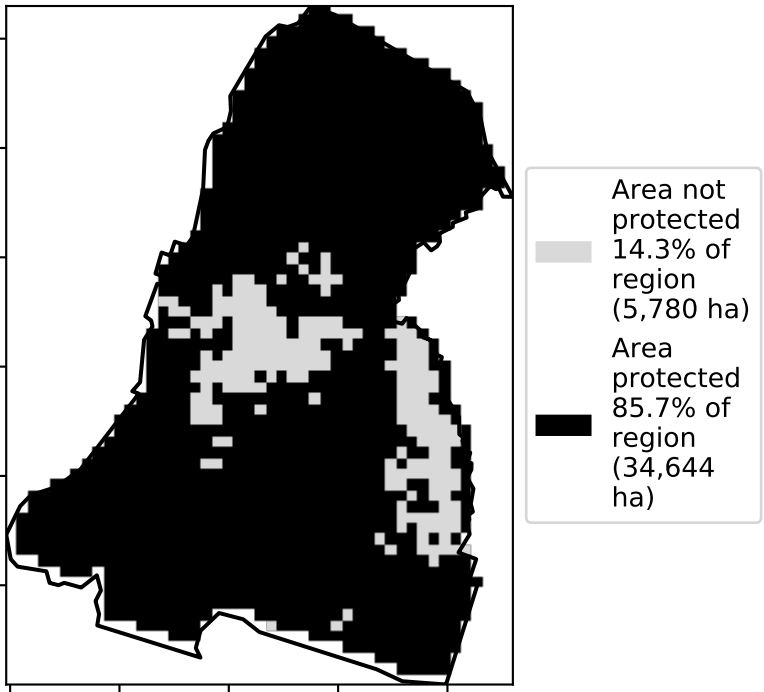 Area not
protected
14.3% of
region
(5,780 ha)
Area
protected
85.7% of
region
(34,644
ha)